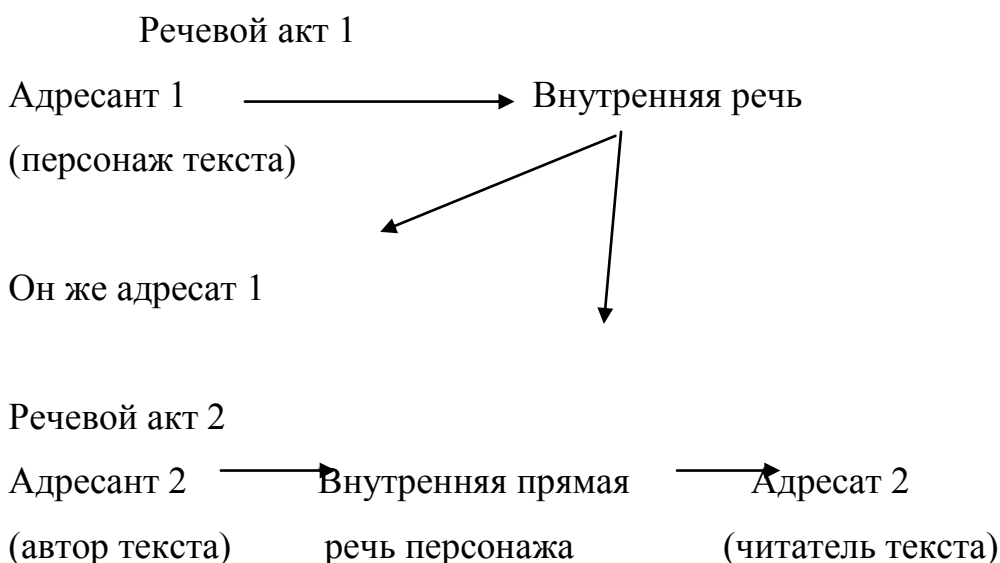 Речевой акт 1
Адресант 1 Внутренняя речь
(персонаж текста)
Он же адресат 1
Речевой акт 2
Адресант 2 Внутренняя прямая Адресат 2
(автор текста) речь персонажа (читатель текста)